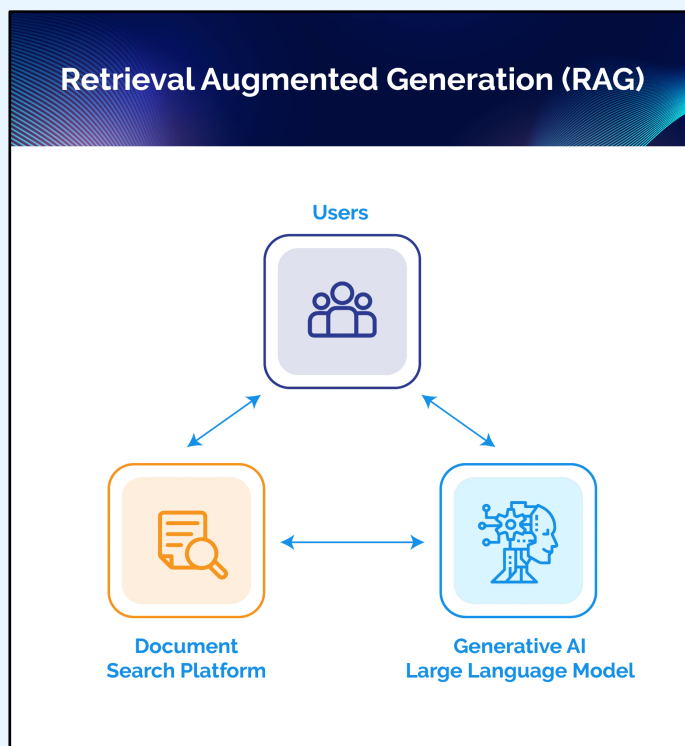 Retrieval Augmented Generation (RAG)
Users
Document
Search Platform
Generative AI
Large Language Model